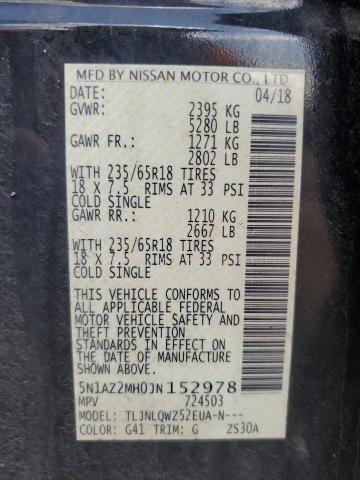 MFD BY NISSAN MOTOR CO., LTD.
DATE: 04/18
GVWR: 2395 KG
5280 LB
GAWR FR.: 1271 KG
2802 LB
WITH 235/65R18 TIRES
18 X 7.5 RIMS AT 33 PSI
COLD SINGLE
GAWR RR.: 1210 KG
2667 LB
WITH 235/65R18 TIRES
18 X 7.5 RIMS AT 33 PSI
COLD SINGLE
THIS VEHICLE CONFORMS TO
ALL APPLICABLE FEDERAL
MOTOR VEHICLE SAFETY AND
THEFT PREVENTION
STANDARDS IN EFFECT ON
THE DATE OF MANUFACTURE
SHOWN ABOVE.
5N1AZ2MH0JN152978
MPV 724503
MODEL: TLJNLQWZ52EUA-N---
COLOR: G41 TRIM: G ZS30A